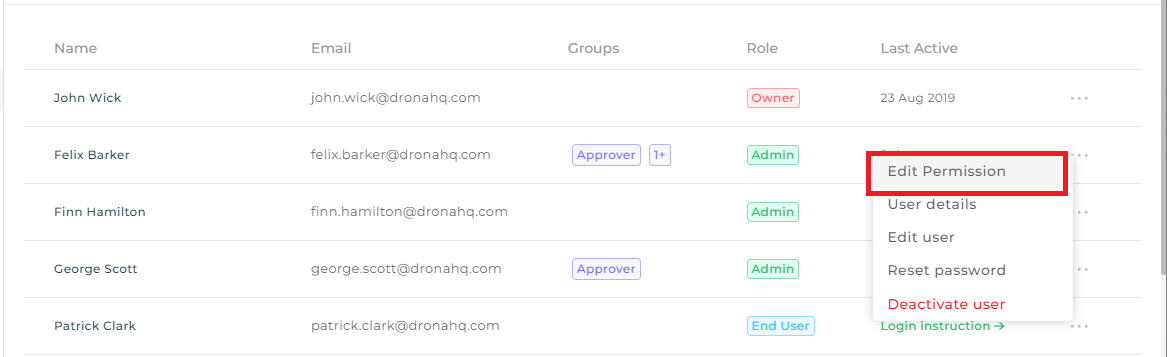 Name Email Groups Role Last Active
John Wick john.wick@dronahq.com Owner 23 Aug 2019
Felix Barker felix.barker@dronahq.com Approver 1+ Admin
Edit Permission
User details
Finn Hamilton finn.hamilton@dronahq.com Admin
Edit user
George Scott george.scott@dronahq.com Approver Admin
Reset password
Deactivate user
Patrick Clark patrick.clark@dronahq.com End User Login instruction →